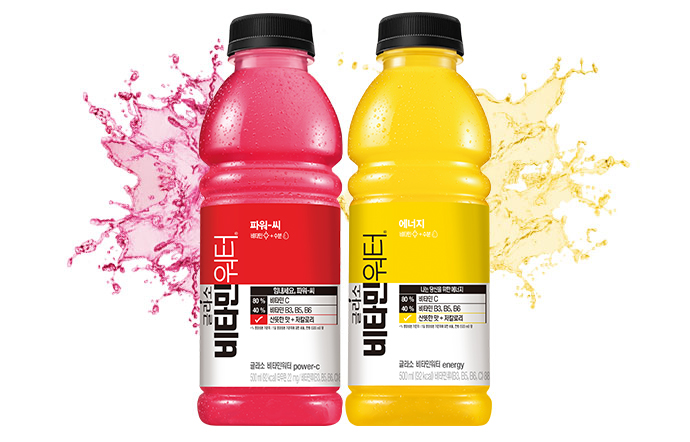 파워-씨
비타민 + 수분
글라소
비타민워터
힘내세요, 파워-씨
80 % 비타민 C
40 % 비타민 B3, B5, B6
산뜻한 맛 + 저칼로리
글라소 비타민워터 power-c
에너지
비타민 + 수분
글라소
비타민워터
나는 당신을 위한 에너지
80 % 비타민 C
40 % 비타민 B3, B5, B6
산뜻한 맛 + 저칼로리
글라소 비타민워터 energy